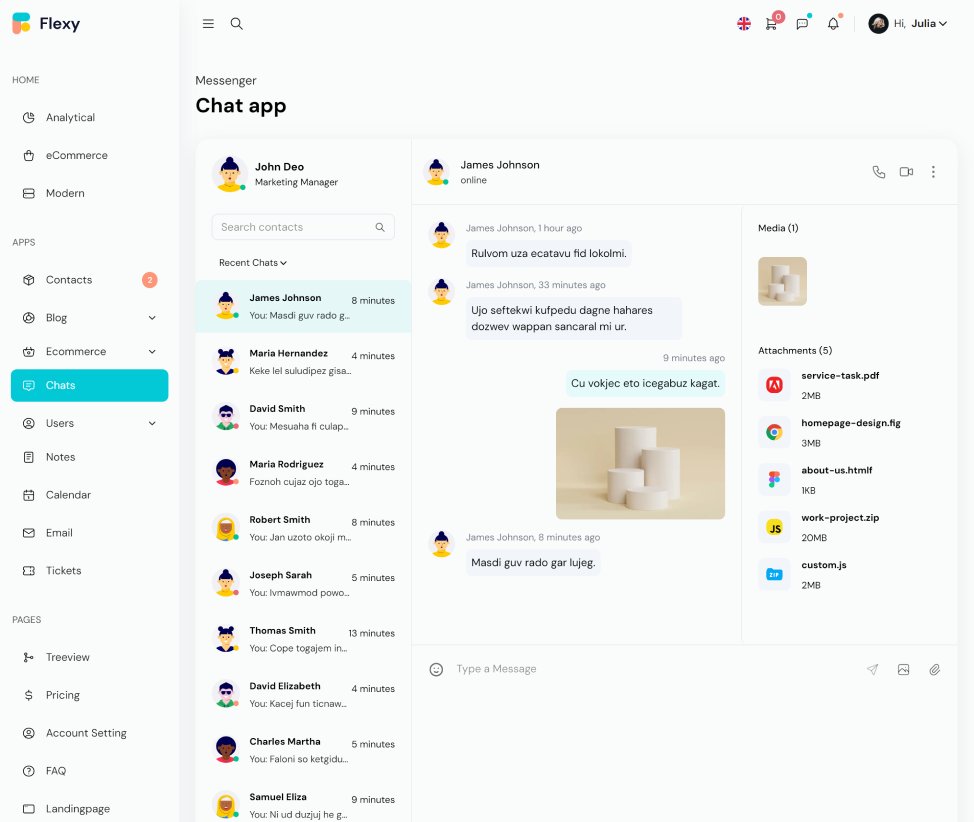 Flexy
0
Hi, Julia
HOME
Analytical
eCommerce
Modern
APPS
Contacts
2
Blog
Ecommerce
Chats
Users
Notes
Calendar
Email
Tickets
PAGES
Treeview
Pricing
Account Setting
FAQ
Landingpage
Messenger
Chat app
John Deo
Marketing Manager
Search contacts
Recent Chats
James Johnson
8 minutes
You: Masdi guv rado g...
Maria Hernandez
4 minutes
Keke lel suludipez gisa...
David Smith
9 minutes
You: Mesuaha fi culap...
Maria Rodriguez
4 minutes
Foznoh cujaz ojo toga...
Robert Smith
8 minutes
You: Jan uzoto okoji m...
Joseph Sarah
5 minutes
You: Ivmawmod powo...
Thomas Smith
13 minutes
You: Cope togajem in...
David Elizabeth
4 minutes
You: Kacej fun ticnaw...
Charles Martha
5 minutes
You: Faloni so ketgidu...
Samuel Eliza
9 minutes
You: Ni ud duzjuj he g...
James Johnson
online
James Johnson, 1 hour ago
Rulvom uza ecatavu fid lokolmi.
James Johnson, 33 minutes ago
Ujo seftekwi kufpedu dagne hahares
dozwev wappan sancaral mi ur.
9 minutes ago
Cu vokjec eto icegabuz kagat.
James Johnson, 8 minutes ago
Masdi guv rado gar lujeg.
Type a Message
Media (1)
Attachments (5)
service-task.pdf
2MB
homepage-design.fig
3MB
about-us.htmlf
1KB
JS
work-project.zip
20MB
ZIP
custom.js
2MB